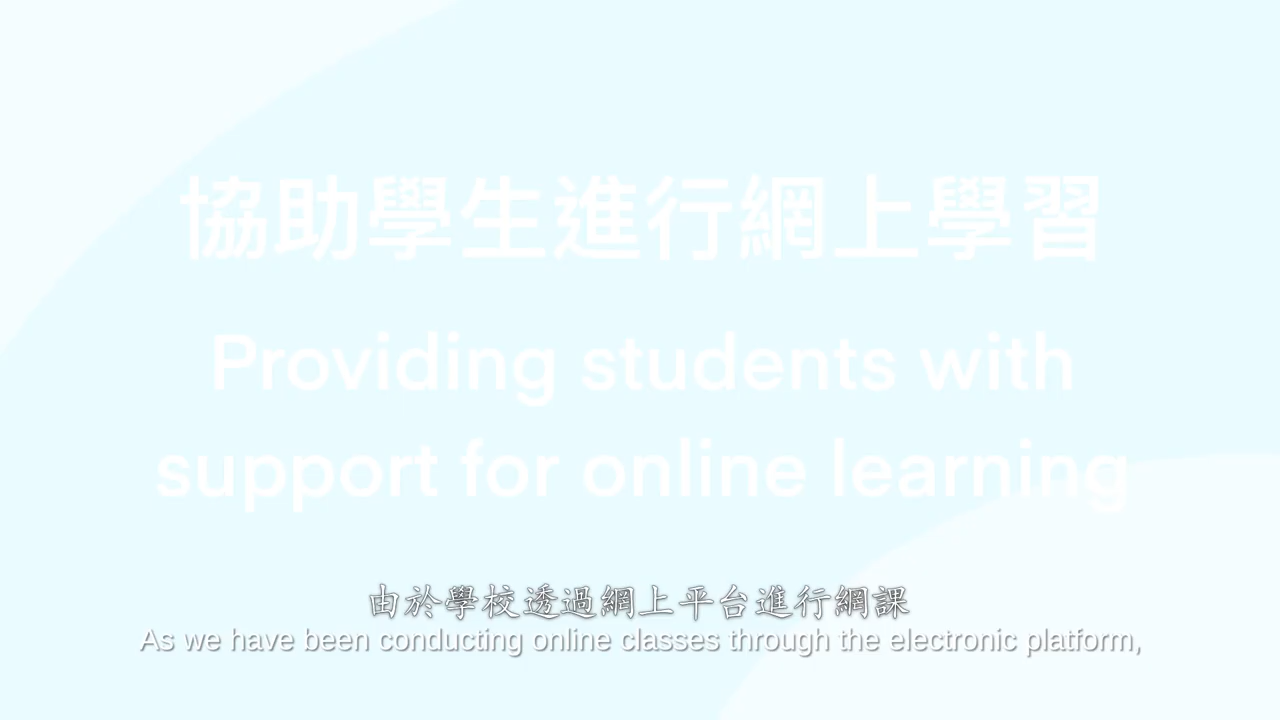 協助學生進行網上學習
Providing students with
support for online learning
由於學校透過網上平台進行網課
As we have been conducting online classes through the electronic platform,